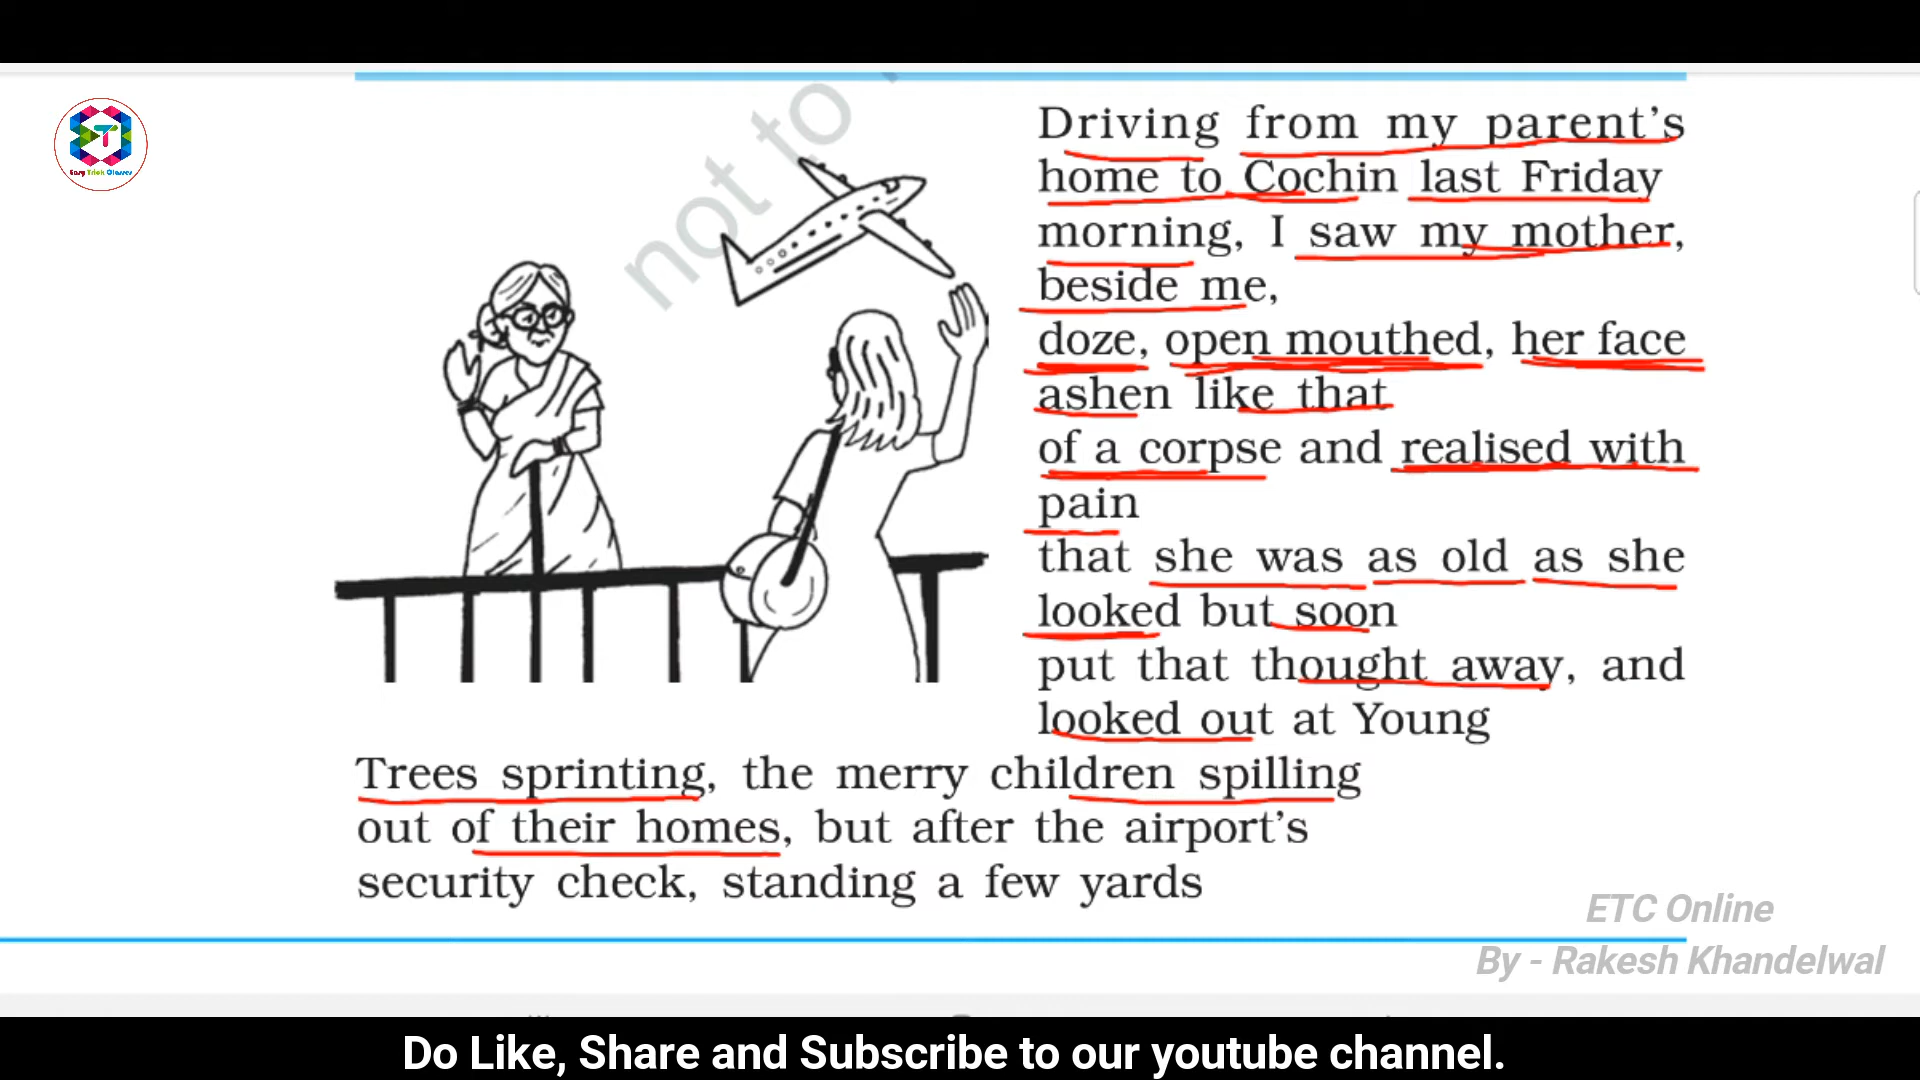 not to
Easy Trick Classes
Driving from my parent's
home to Cochin last Friday
morning, I saw my mother,
beside me,
doze, open mouthed, her face
ashen like that
of a corpse and realised with
pain
that she was as old as she
looked but soon
put that thought away, and
looked out at Young
Trees sprinting, the merry children spilling
out of their homes, but after the airport's
security check, standing a few yards
ETC Online
By - Rakesh Khandelwal
Do Like, Share and Subscribe to our youtube channel.